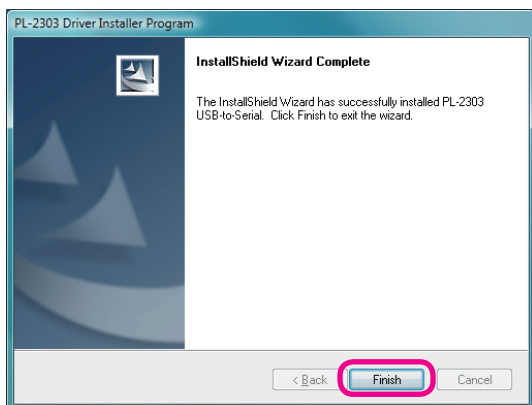 PL-2303 Driver Installer Program
InstallShield Wizard Complete
The InstallShield Wizard has successfully installed PL-2303
USB-to-Serial. Click Finish to exit the wizard.
< Back Finish Cancel